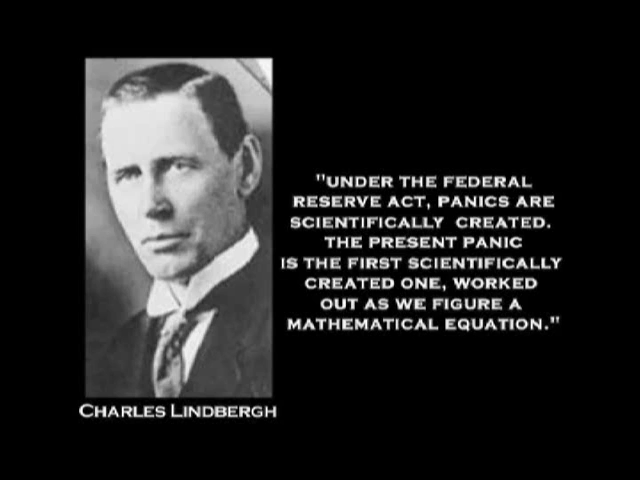 "UNDER THE FEDERAL
RESERVE ACT, PANICS ARE
SCIENTIFICALLY CREATED.
THE PRESENT PANIC
IS THE FIRST SCIENTIFICALLY
CREATED ONE, WORKED
OUT AS WE FIGURE A
MATHEMATICAL EQUATION."
CHARLES LINDBERGH